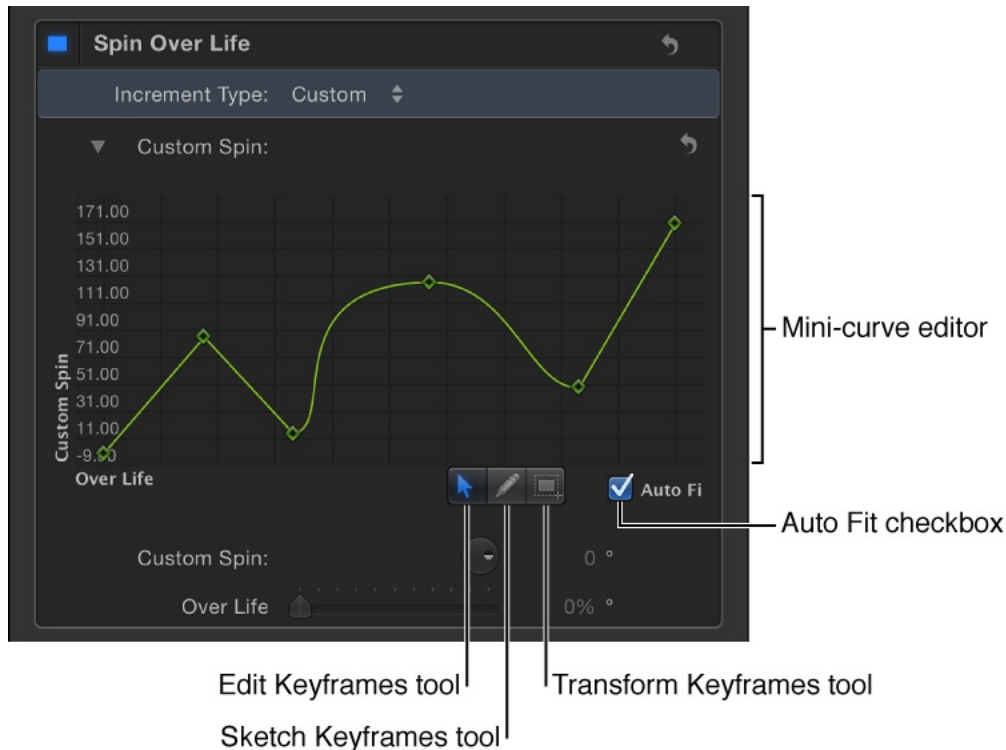 Spin Over Life
Increment Type: Custom
Custom Spin:
171.00
151.00
131.00
111.00
91.00
71.00
51.00
31.00
11.00
-9.00
Custom Spin
Over Life
Auto Fi
Custom Spin: 0 °
Over Life 0% °
Mini-curve editor
Auto Fit checkbox
Edit Keyframes tool
Transform Keyframes tool
Sketch Keyframes tool